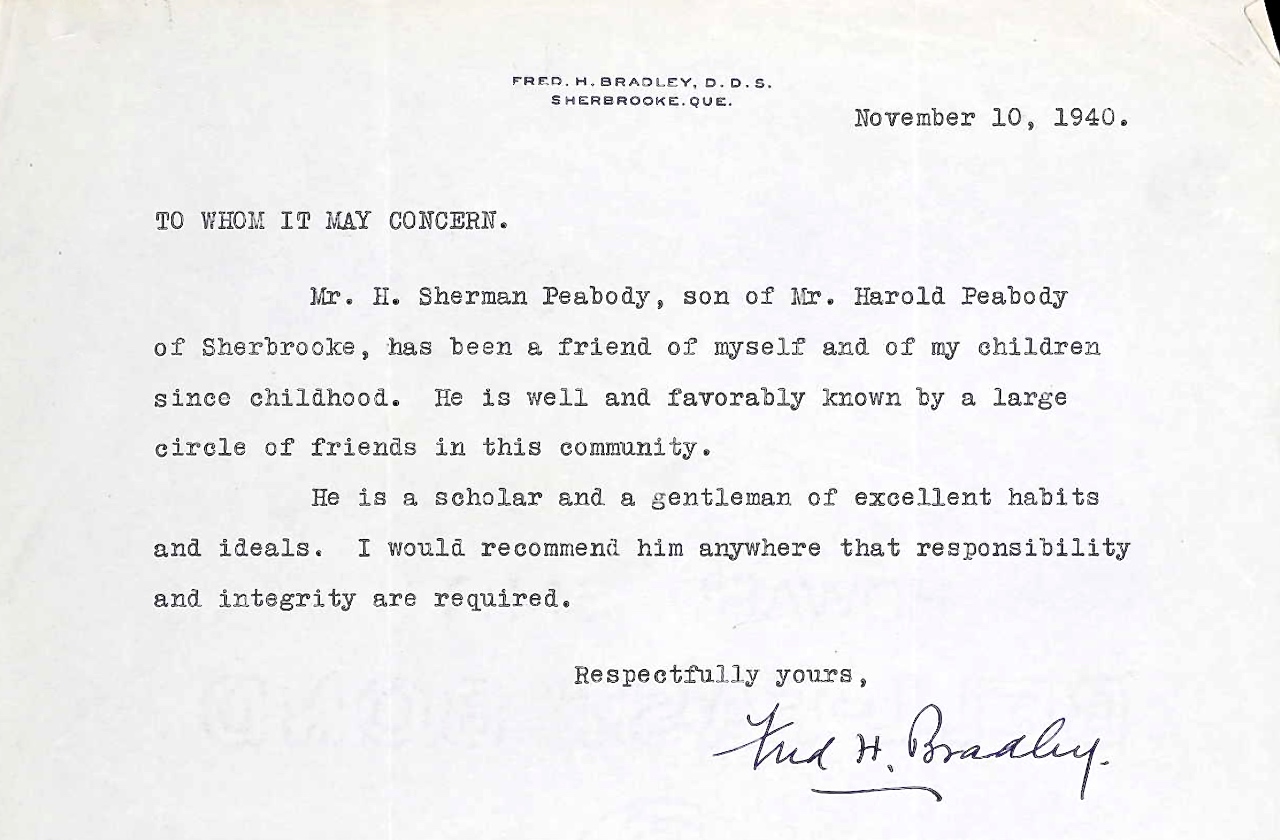 FRED. H. BRADLEY, D. D. S.
SHERBROOKE. QUE.
November 10, 1940.
TO WHOM IT MAY CONCERN.
Mr. H. Sherman Peabody, son of Mr. Harold Peabody
of Sherbrooke, has been a friend of myself and of my children
since childhood. He is well and favorably known by a large
circle of friends in this community.
He is a scholar and a gentleman of excellent habits
and ideals. I would recommend him anywhere that responsibility
and integrity are required.
Respectfully yours,
Fred H. Bradley.